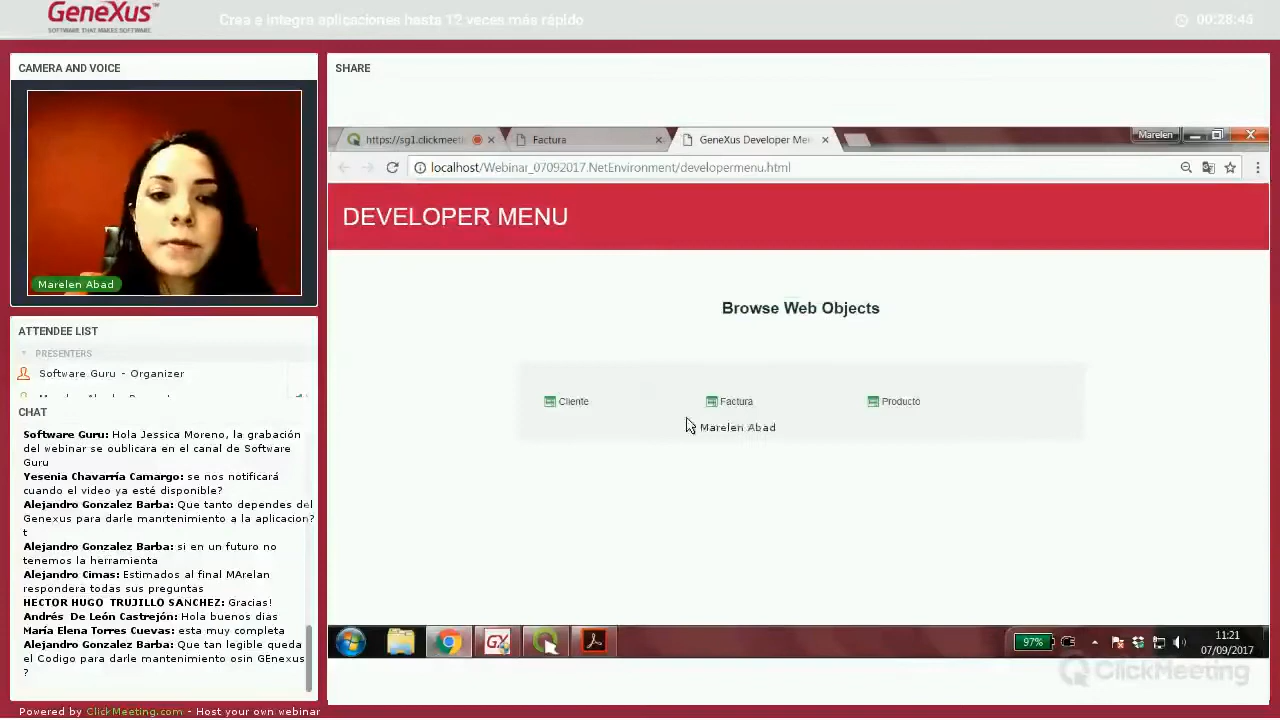 GeneXus™
SOFTWARE THAT MAKES SOFTWARE.
Crea e integra aplicaciones hasta 12 veces más rápido
00:28:45
CAMERA AND VOICE
Marelen Abad
ATTENDEE LIST
PRESENTERS
Software Guru - Organizer
CHAT
Software Guru: Hola Jessica Moreno, la grabación
del webinar se oublicara en el canal de Software
Guru
Yesenia Chavarría Camargo: se nos notificará
cuando el video ya esté disponible?
Alejandro Gonzalez Barba: Que tanto dependes del
Genexus para darle manrtenimiento a la aplicacion?
t
Alejandro Gonzalez Barba: si en un futuro no
tenemos la herramienta
Alejandro Cimas: Estimados al final MArelan
respondera todas sus preguntas
HECTOR HUGO TRUJILLO SANCHEZ: Gracias!
Andrés De León Castrejón: Hola buenos dias
María Elena Torres Cuevas: esta muy completa
Alejandro Gonzalez Barba: Que tan legible queda
el Codigo para darle mantenimiento osin GEnexus
?
Powered by ClickMeeting.com - Host your own webinar
SHARE
https://sg1.clickmeeti
Factura
GeneXus Developer Me
Marelen
localhost/Webinar_07092017.NetEnvironment/developermenu.html
DEVELOPER MENU
Browse Web Objects
Cliente
Factura
Producto
Marelen Abad
GX
97%
11:21
07/09/2017
ClickMeeting